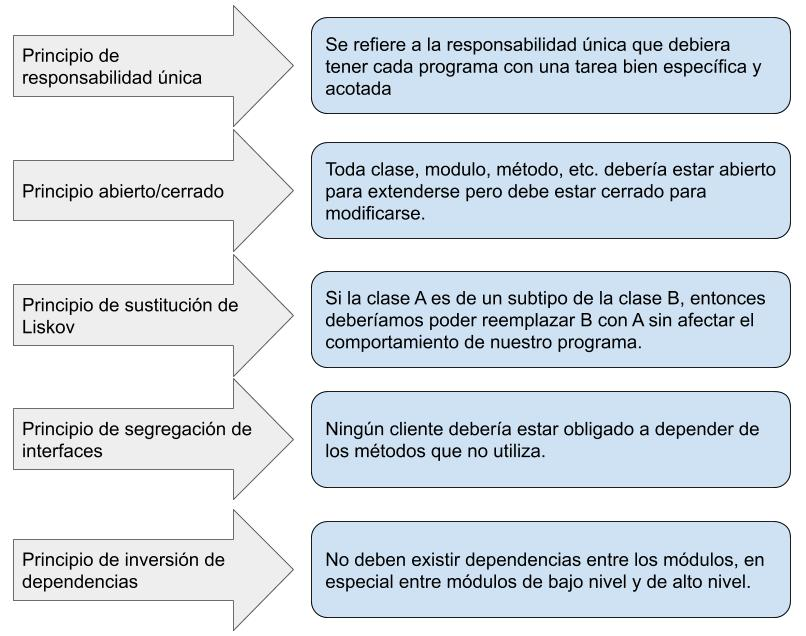 Principio de
responsabilidad única
Se refiere a la responsabilidad única que debiera
tener cada programa con una tarea bien específica y
acotada
Principio abierto/cerrado
Toda clase, modulo, método, etc. debería estar abierto
para extenderse pero debe estar cerrado para
modificarse.
Principio de sustitución de
Liskov
Si la clase A es de un subtipo de la clase B, entonces
deberíamos poder reemplazar B con A sin afectar el
comportamiento de nuestro programa.
Principio de segregación de
interfaces
Ningún cliente debería estar obligado a depender de
los métodos que no utiliza.
Principio de inversión de
dependencias
No deben existir dependencias entre los módulos, en
especial entre módulos de bajo nivel y de alto nivel.